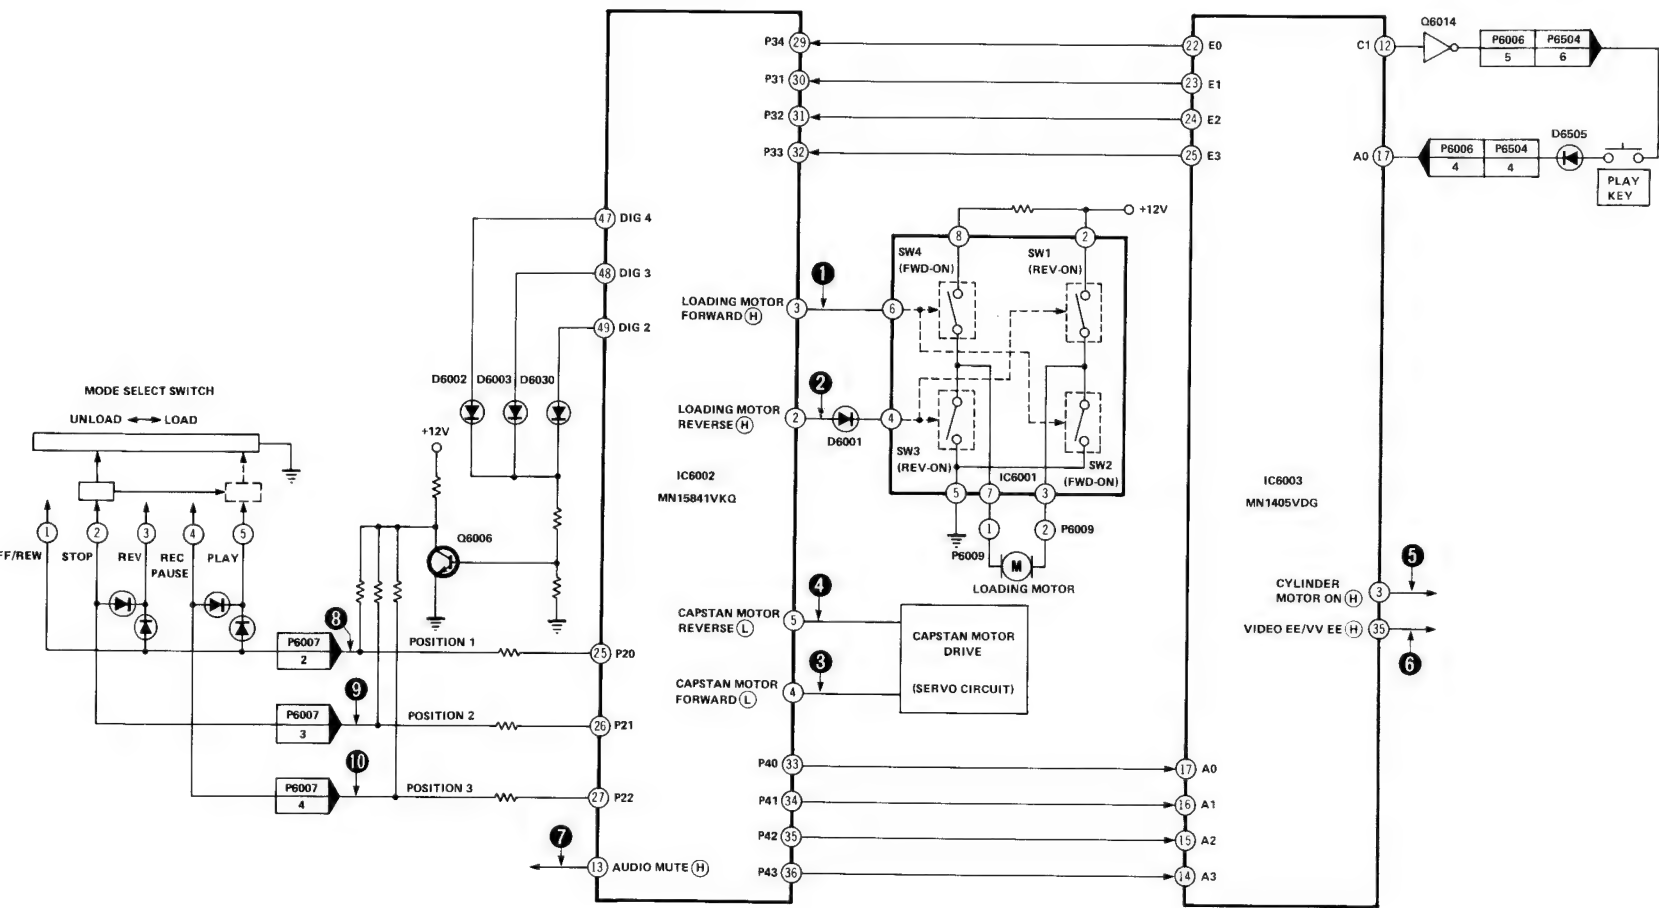 MODE SELECT SWITCH
UNLOAD LOAD
1
2
3
4
5
FF/REW
STOP
REV
REC
PAUSE
PLAY
+12V
D6002
D6003
D6030
Q6006
P6007
2
8
POSITION 1
P6007
3
9
POSITION 2
P6007
4
10
POSITION 3
7
47 DIG 4
48 DIG 3
49 DIG 2
25 P20
26 P21
27 P22
13 AUDIO MUTE H
P34 29
P31 30
P32 31
P33 32
LOADING MOTOR
FORWARD H
3
LOADING MOTOR
REVERSE H
2
IC6002
MN15841VKQ
CAPSTAN MOTOR
REVERSE L
5
CAPSTAN MOTOR
FORWARD L
4
P40 33
P41 34
P42 35
P43 36
1
2
D6001
6
4
8
2
+12V
SW4
(FWD-ON)
SW1
(REV-ON)
SW3
(REV-ON)
SW2
(FWD-ON)
IC6001
5
7
3
1
2
P6009
P6009
M
LOADING MOTOR
4
3
CAPSTAN MOTOR
DRIVE
(SERVO CIRCUIT)
22 E0
23 E1
24 E2
25 E3
17 A0
16 A1
15 A2
14 A3
IC6003
MN1405VDG
C1 12
Q6014
P6006
5
P6504
6
A0 17
P6006
4
P6504
4
D6505
PLAY
KEY
CYLINDER
MOTOR ON H
3
5
VIDEO EE/VV EE H
35
6